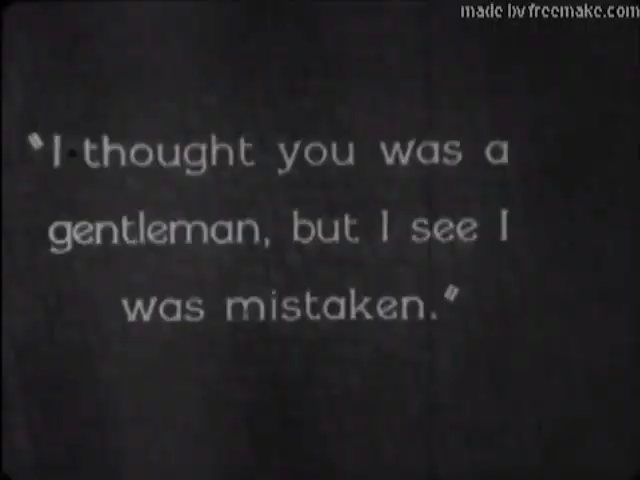 made by freemake.com
"I thought you was a
gentleman, but I see I
was mistaken."